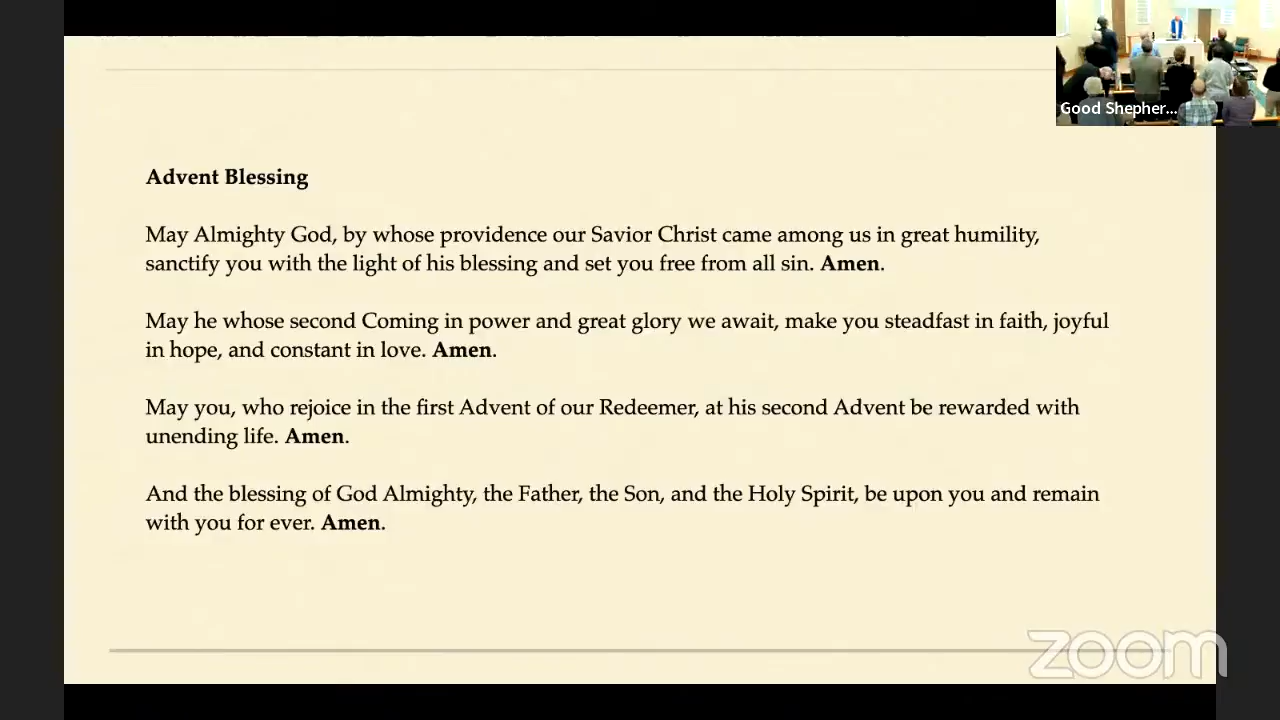 Good Shepher...
Advent Blessing
May Almighty God, by whose providence our Savior Christ came among us in great humility,
sanctify you with the light of his blessing and set you free from all sin. Amen.
May he whose second Coming in power and great glory we await, make you steadfast in faith, joyful
in hope, and constant in love. Amen.
May you, who rejoice in the first Advent of our Redeemer, at his second Advent be rewarded with
unending life. Amen.
And the blessing of God Almighty, the Father, the Son, and the Holy Spirit, be upon you and remain
with you for ever. Amen.
zoom